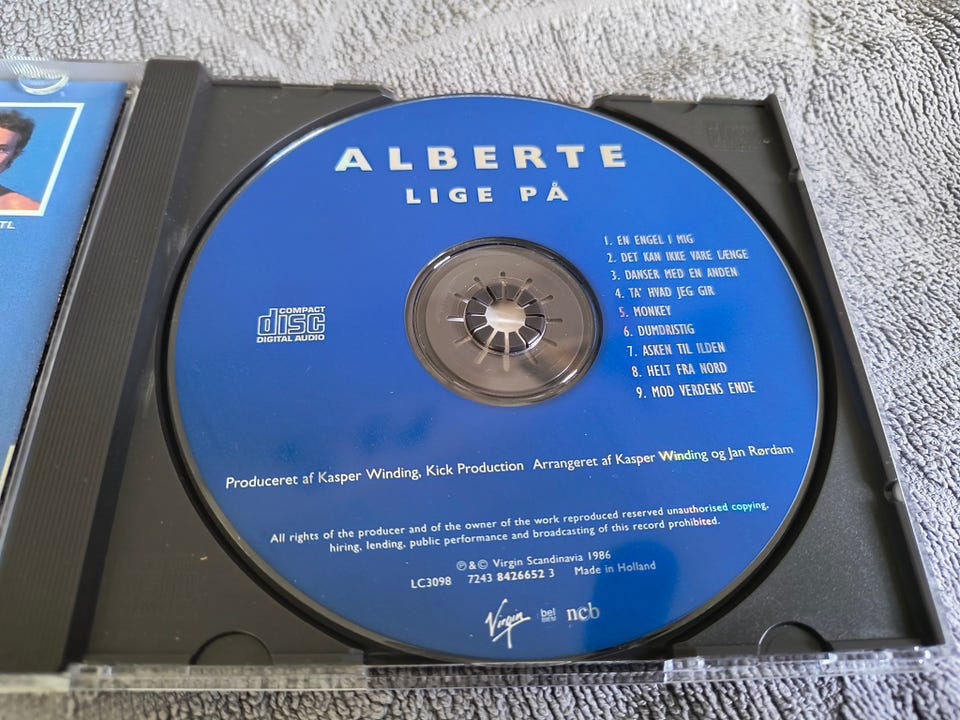 TL
ALBERTE
LIGE PÅ
1. EN ENGEL I MIG
2. DET KAN IKKE VARE LÆNGE
3. DANSER MED EN ANDEN
4. TA' HVAD JEG GIR
5. MONKEY
6. DUMDRISTIG
7. ASKEN TIL ILDEN
8. HELT FRA NORD
9. MOD VERDENS ENDE
COMPACT
disc
DIGITAL AUDIO
Produceret af Kasper Winding, Kick Production Arrangeret af Kasper Winding og Jan Rørdam
All rights of the producer and of the owner of the work reproduced reserved unauthorised copying,
hiring, lending, public performance and broadcasting of this record prohibited.
℗ & © Virgin Scandinavia 1986
LC3098 7243 8426652 3 Made in Holland
Virgin bel BIEM ncb